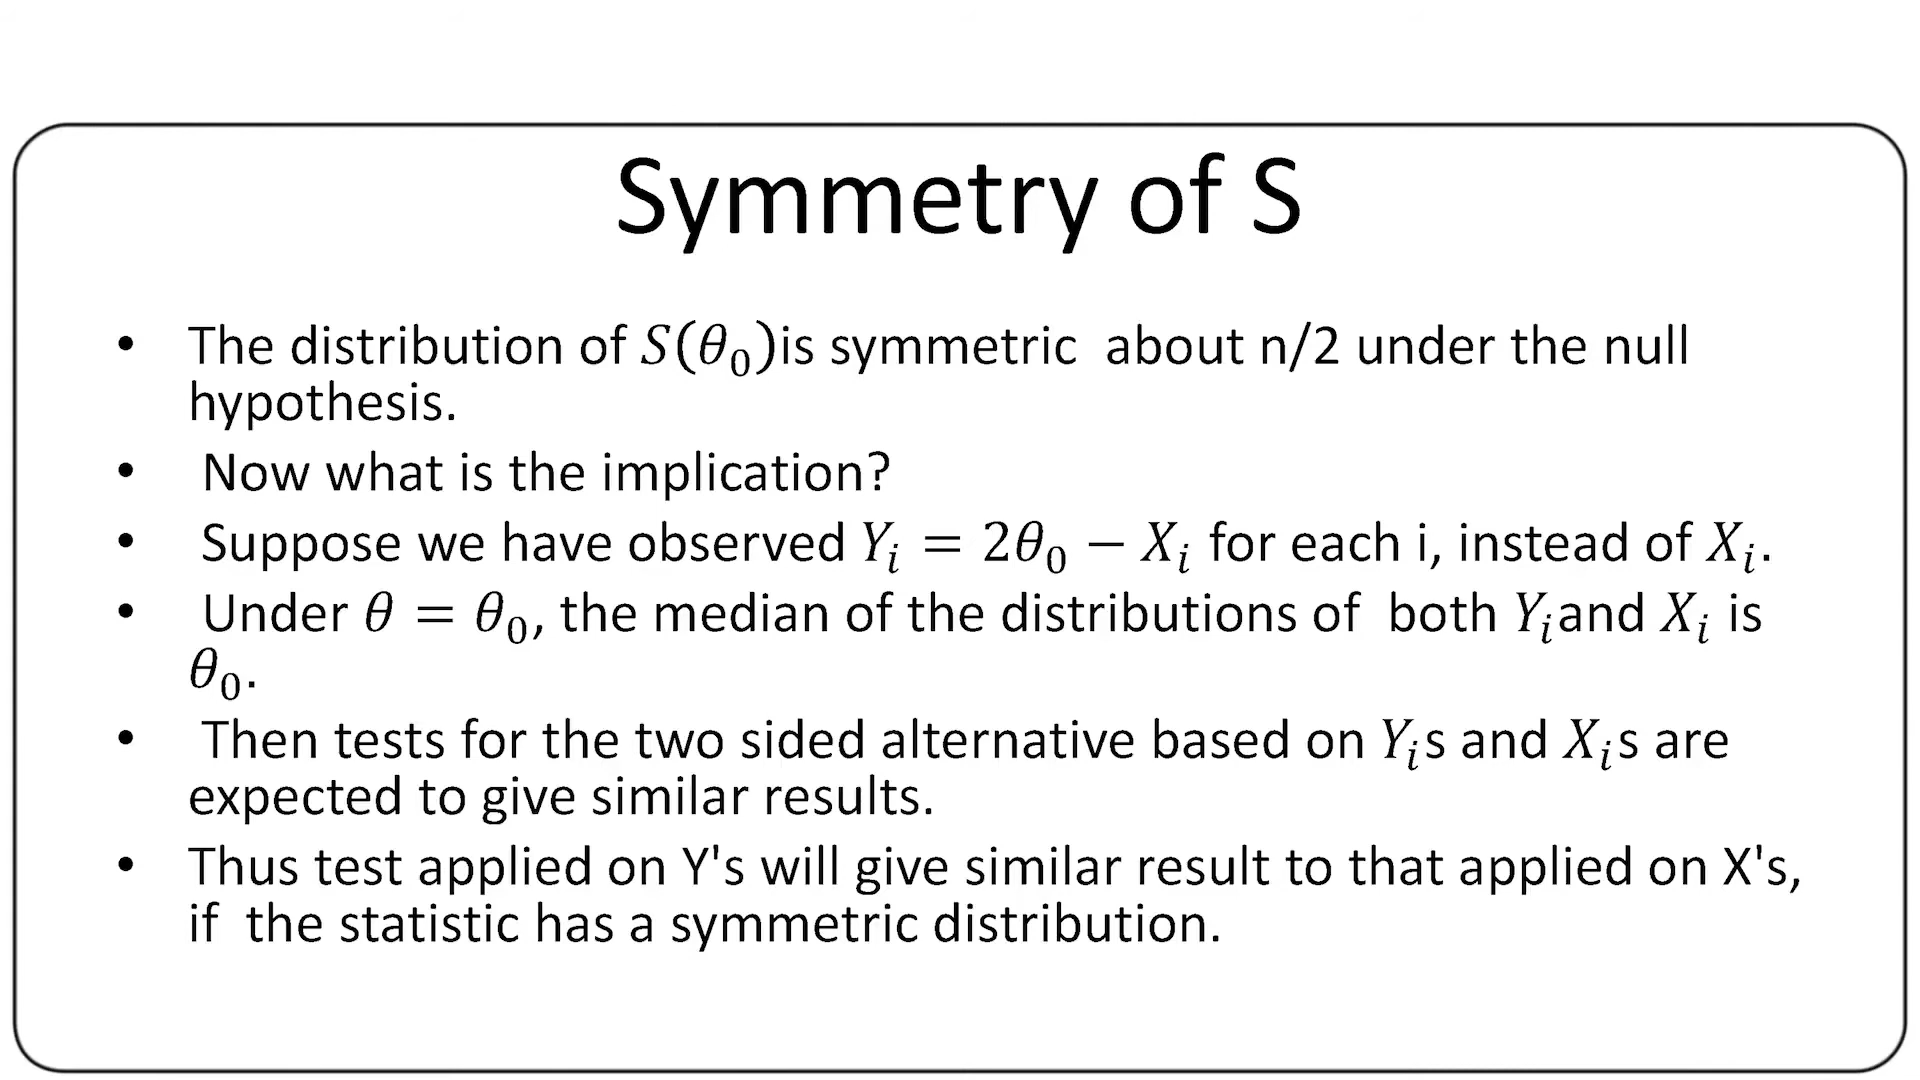 Symmetry of S
• The distribution of S(θ₀)is symmetric about n/2 under the null
hypothesis.
• Now what is the implication?
• Suppose we have observed Yᵢ = 2θ₀ − Xᵢ for each i, instead of Xᵢ.
• Under θ = θ₀, the median of the distributions of both Yᵢand Xᵢ is
θ₀.
• Then tests for the two sided alternative based on Yᵢs and Xᵢs are
expected to give similar results.
• Thus test applied on Y's will give similar result to that applied on X's,
if the statistic has a symmetric distribution.